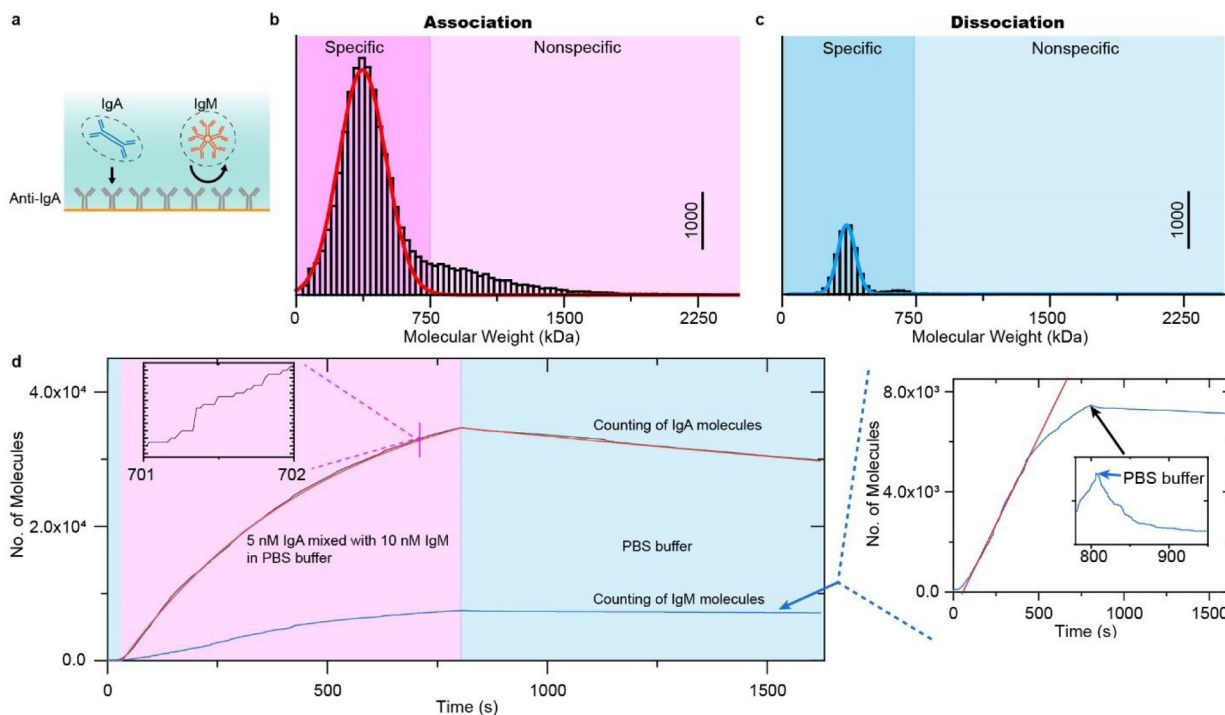 a
IgA
IgM
Anti-IgA
b
Association
Specific
Nonspecific
1000
0
750
1500
2250
Molecular Weight (kDa)
c
Dissociation
Specific
Nonspecific
1000
0
750
1500
2250
Molecular Weight (kDa)
d
No. of Molecules
4.0x10⁴
2.0x10⁴
0.0
701
702
Counting of IgA molecules
5 nM IgA mixed with 10 nM IgM
in PBS buffer
PBS buffer
Counting of IgM molecules
0
500
1000
1500
Time (s)
No. of Molecules
8.0x10³
4.0x10³
0.0
PBS buffer
800
900
0
500
1000
1500
Time (s)